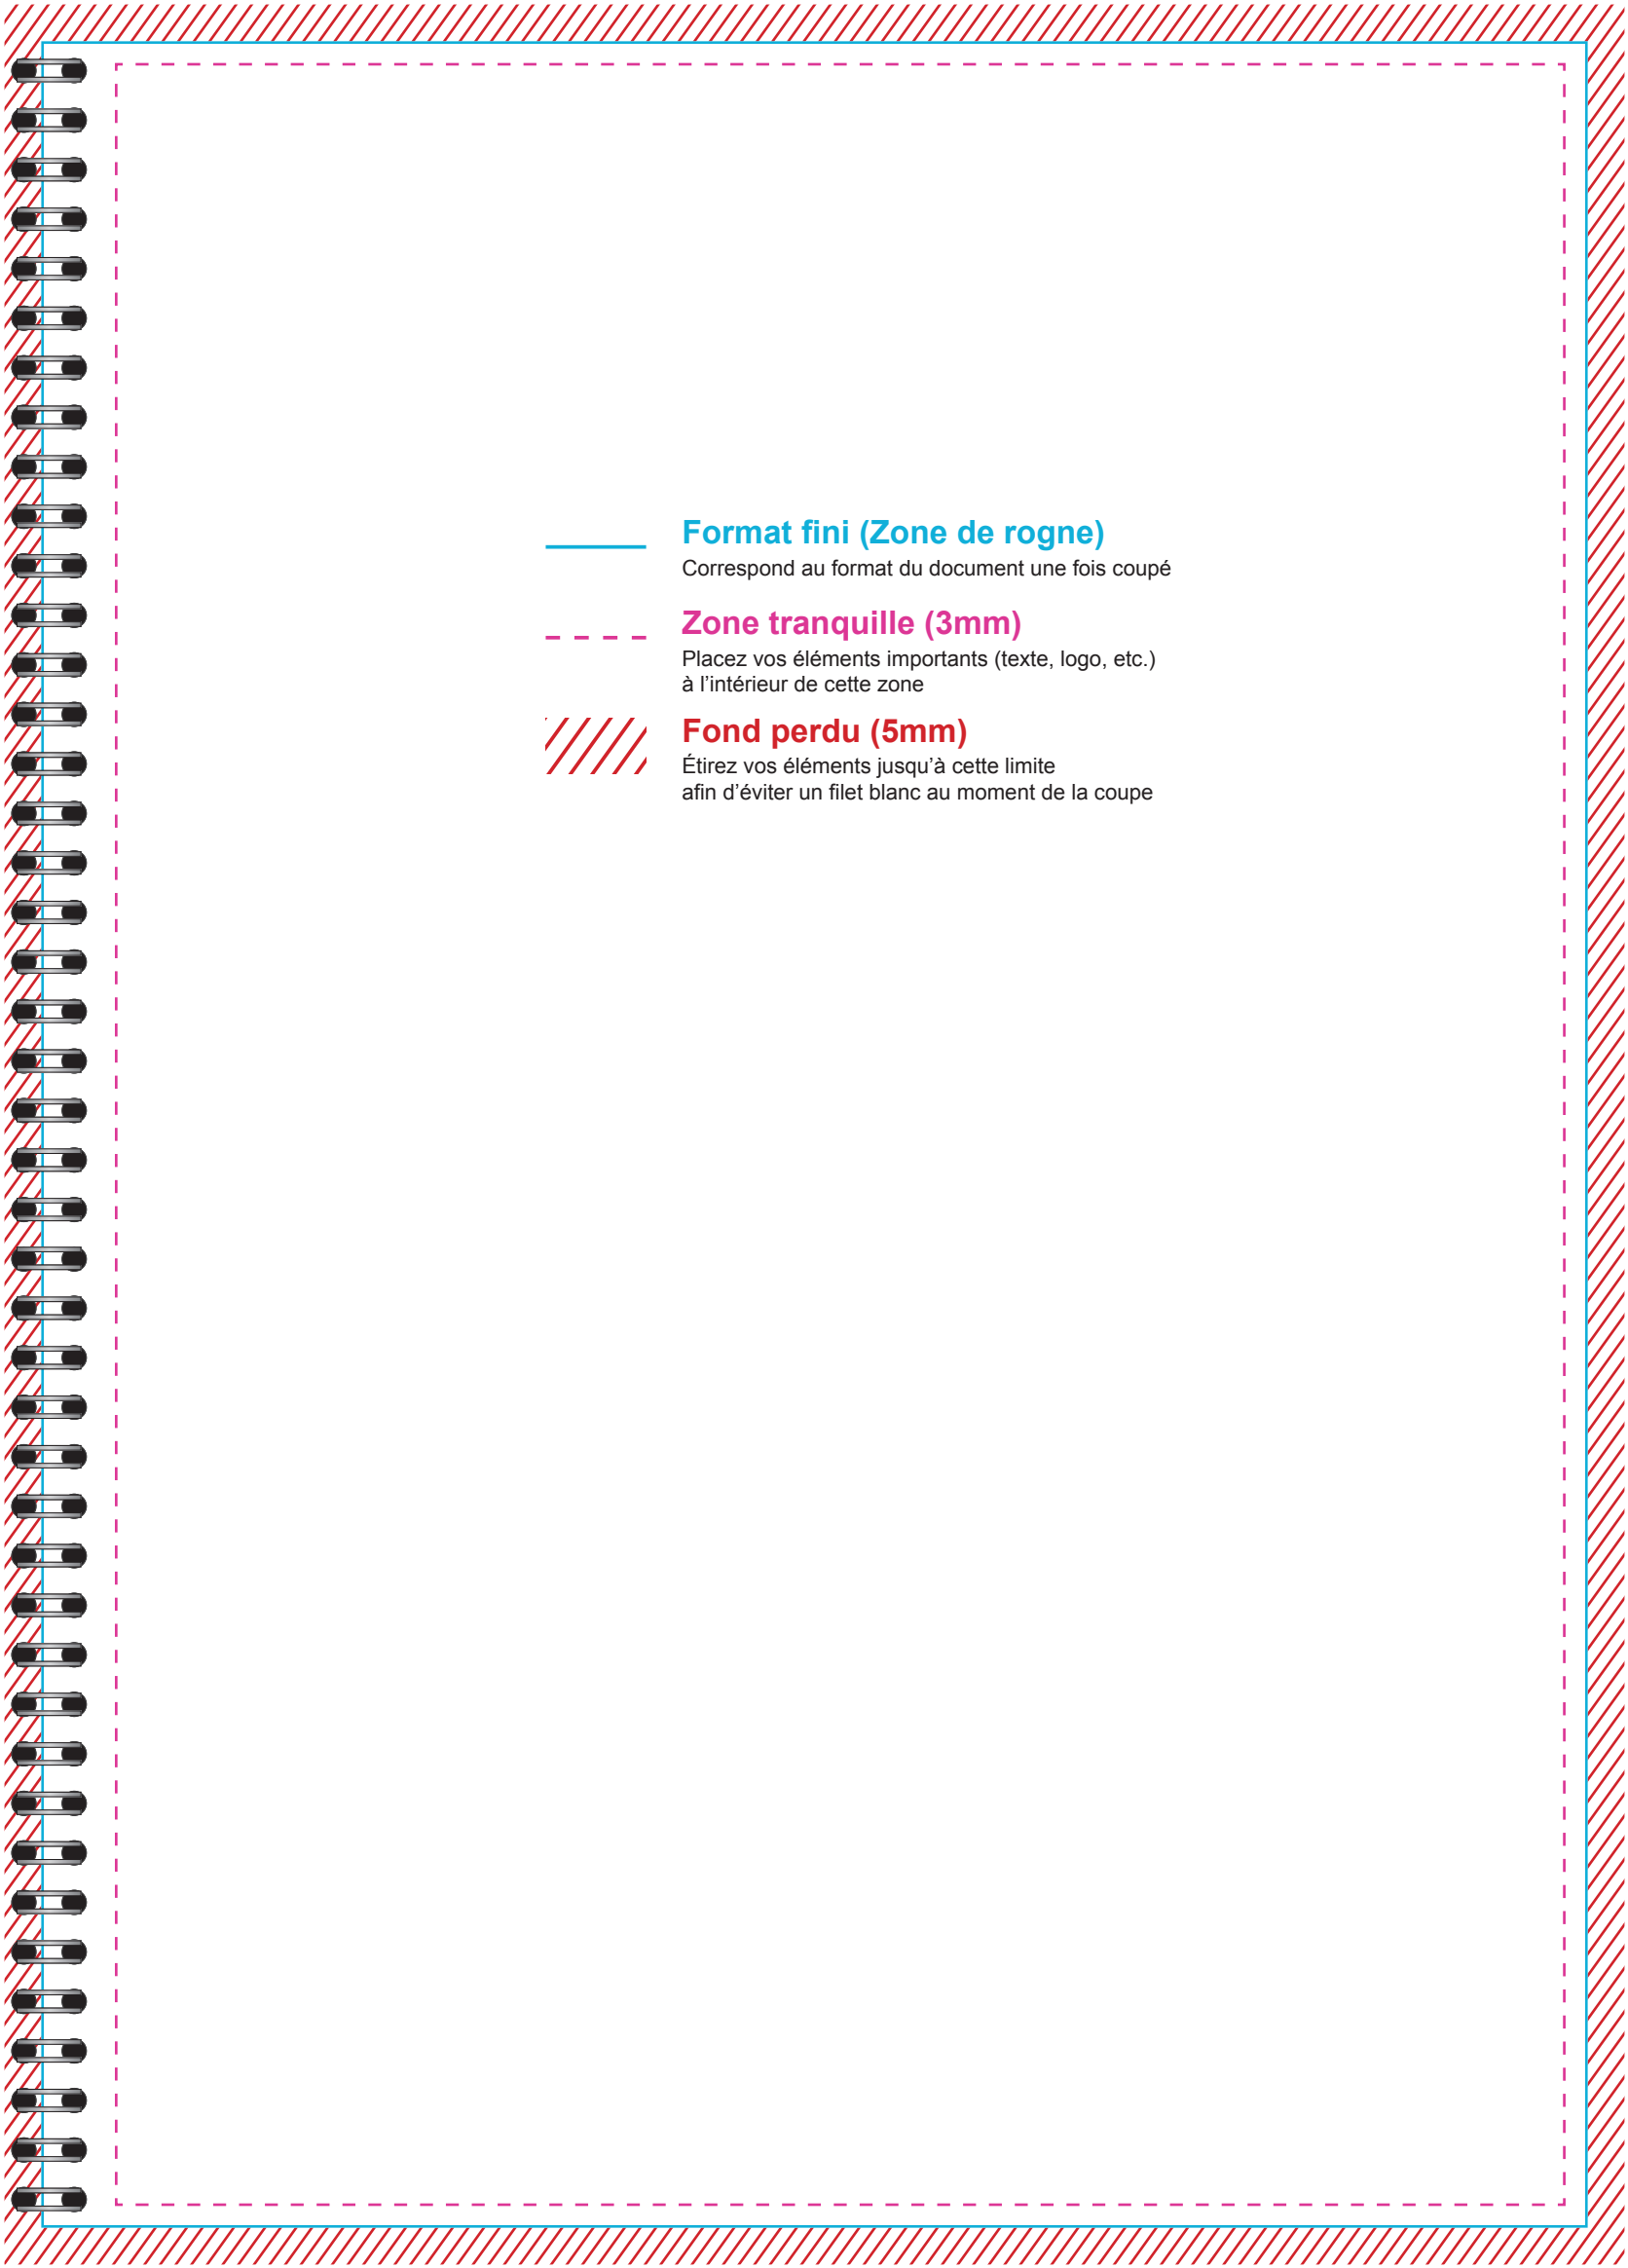 Format fini (Zone de rogne)
Correspond au format du document une fois coupé
Zone tranquille (3mm)
Placez vos éléments importants (texte, logo, etc.)
à l’intérieur de cette zone
Fond perdu (5mm)
Étirez vos éléments jusqu’à cette limite
afin d’éviter un filet blanc au moment de la coupe